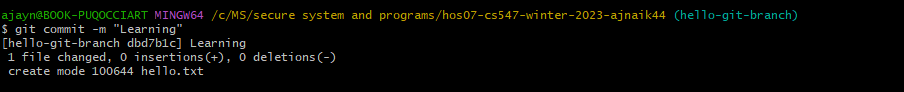 ajayn@BOOK-PUQOCCIART MINGW64 /c/MS/secure system and programs/hos07-cs547-winter-2023-ajnaik44 (hello-git-branch)
$ git commit -m "Learning"
[hello-git-branch dbd7b1c] Learning
 1 file changed, 0 insertions(+), 0 deletions(-)
 create mode 100644 hello.txt